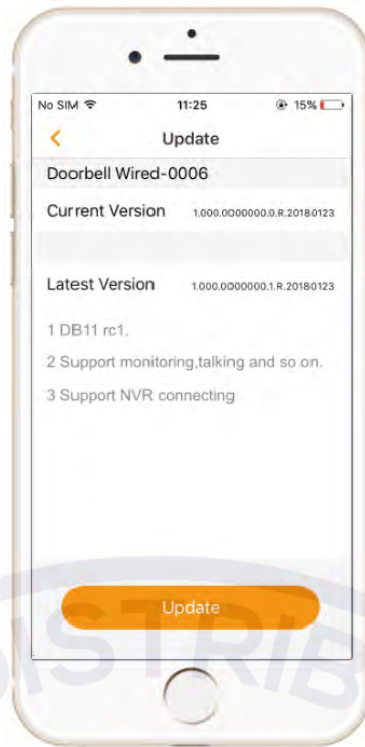 No SIM 11:25 15%
Update
Doorbell Wired-0006
Current Version 1.000.0000000.0.R.20180123
Latest Version 1.000.0000000.1.R.20180123
1 DB11 rc1.
2 Support monitoring,talking and so on.
3 Support NVR connecting
Update
DISTRIB